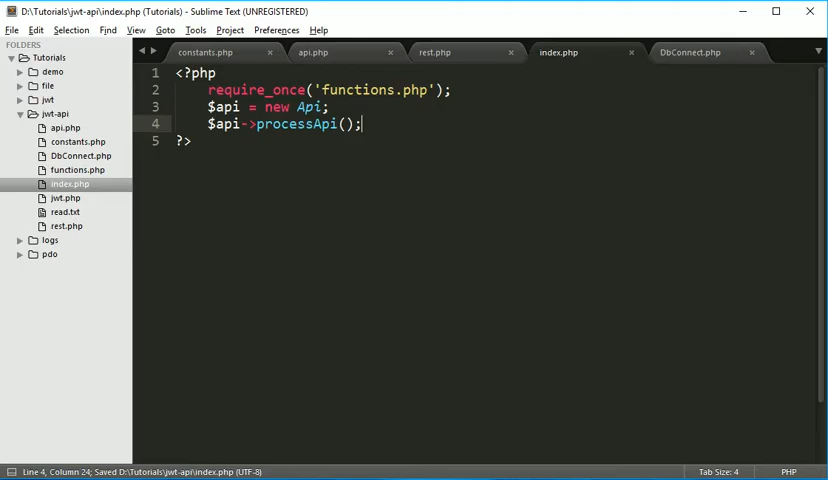 D:\Tutorials\jwt-api\index.php (Tutorials) - Sublime Text (UNREGISTERED)
File Edit Selection Find View Goto Tools Project Preferences Help
FOLDERS
Tutorials
demo
file
jwt
jwt-api
api.php
constants.php
DbConnect.php
functions.php
index.php
jwt.php
read.txt
rest.php
logs
pdo
constants.php api.php rest.php index.php DbConnect.php
1 <?php
2 require_once('functions.php');
3 $api = new Api;
4 $api->processApi();
5 ?>
Line 4, Column 24; Saved D:\Tutorials\jwt-api\index.php (UTF-8) Tab Size: 4 PHP